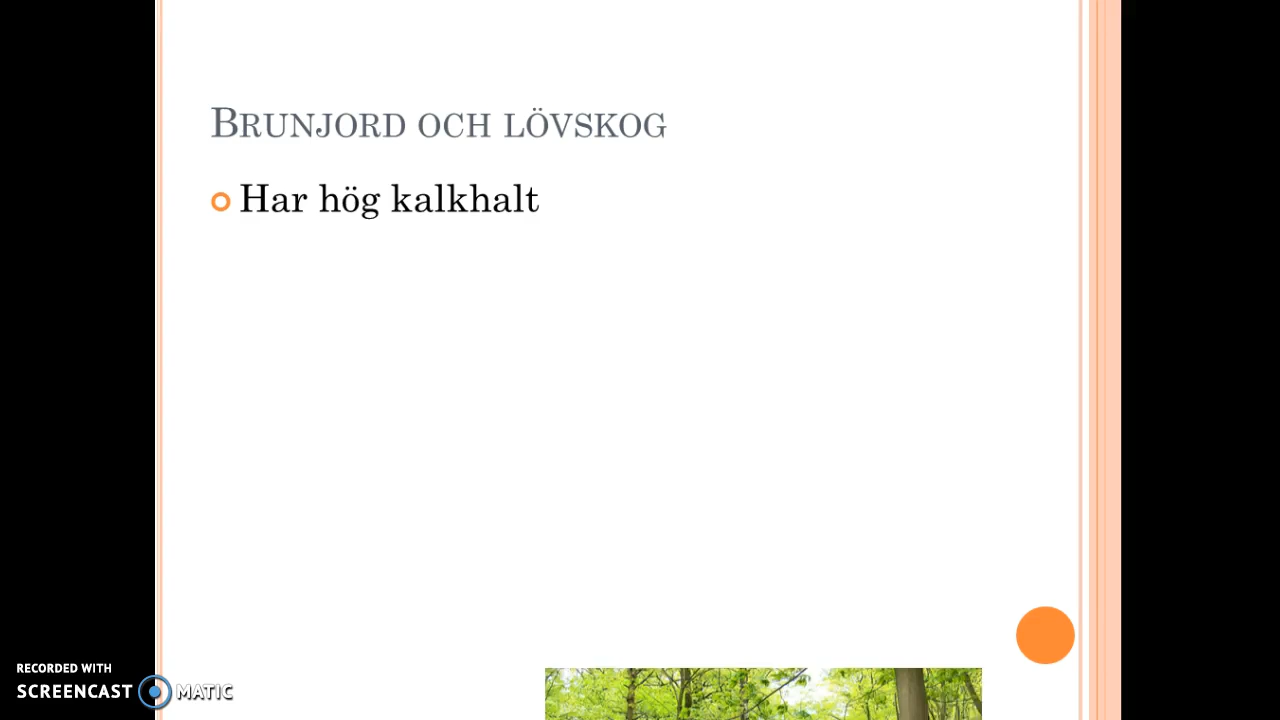 Brunjord och lövskog
Har hög kalkhalt
RECORDED WITH
SCREENCAST MATIC